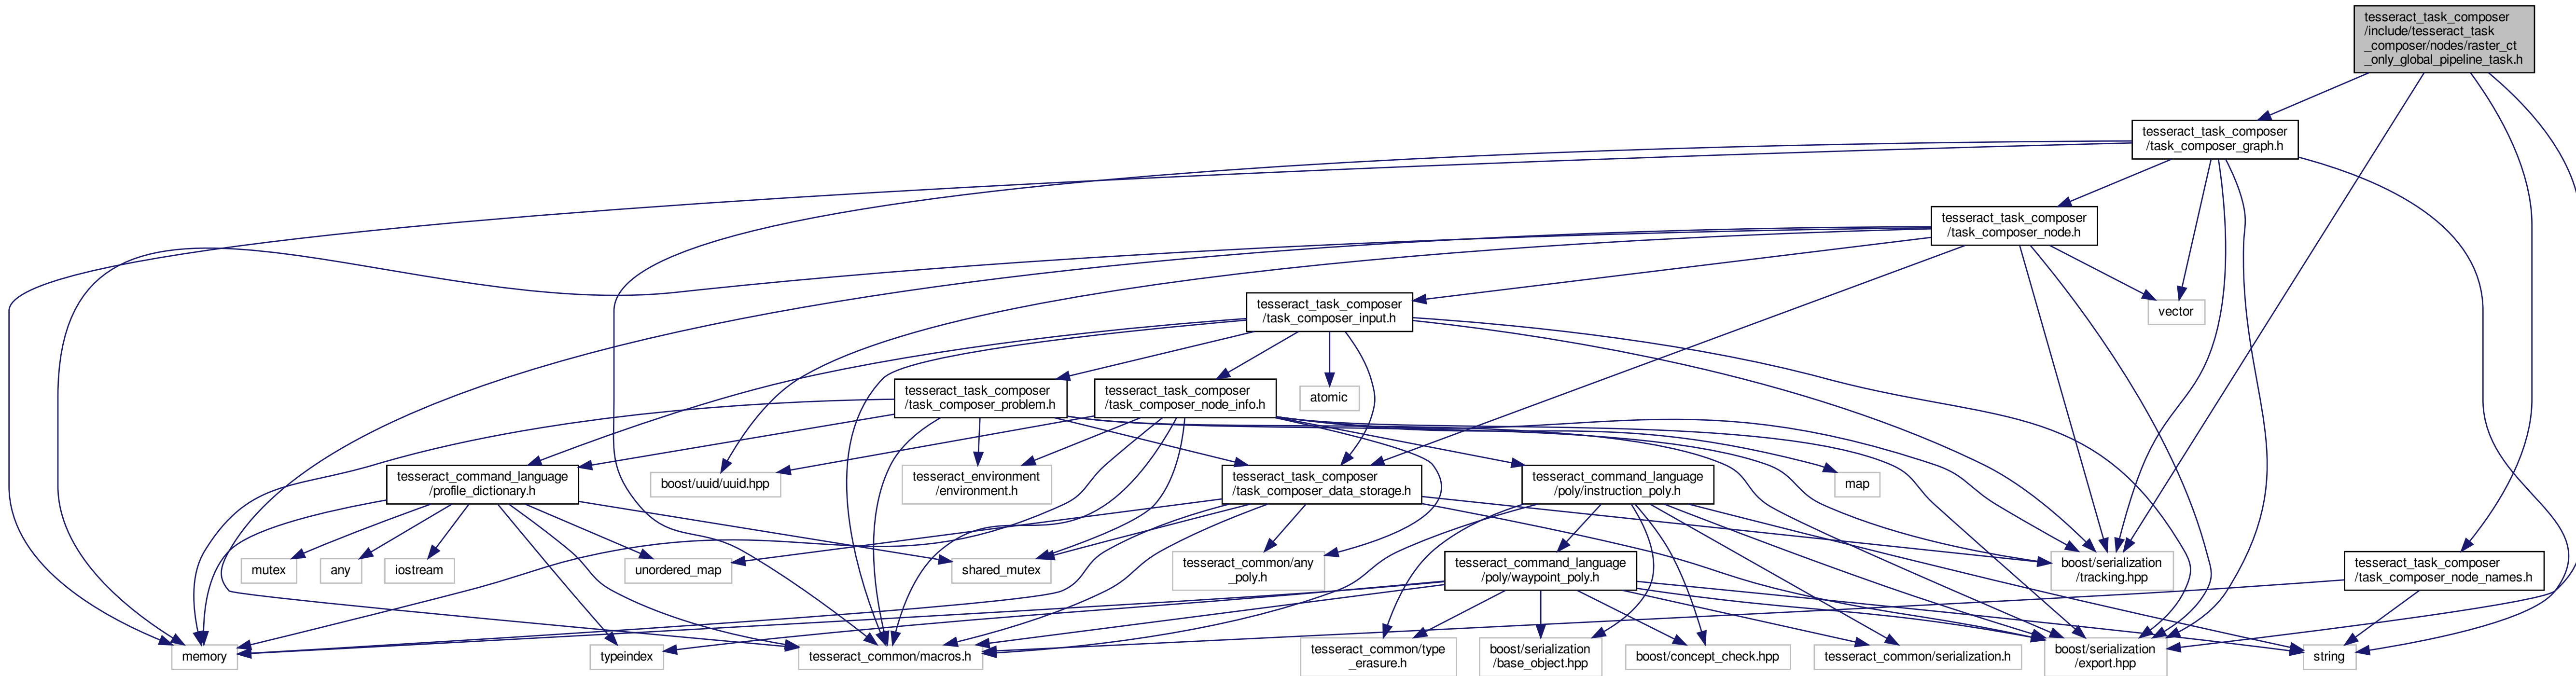 tesseract_task_composer
/include/tesseract_task
_composer/nodes/raster_ct
_only_global_pipeline_task.h
tesseract_task_composer
/task_composer_graph.h
tesseract_task_composer
/task_composer_node.h
tesseract_task_composer
/task_composer_input.h
vector
tesseract_task_composer
/task_composer_problem.h
tesseract_task_composer
/task_composer_node_info.h
atomic
tesseract_command_language
/profile_dictionary.h
boost/uuid/uuid.hpp
tesseract_environment
/environment.h
tesseract_task_composer
/task_composer_data_storage.h
tesseract_command_language
/poly/instruction_poly.h
map
mutex
any
iostream
unordered_map
shared_mutex
tesseract_common/any
_poly.h
tesseract_command_language
/poly/waypoint_poly.h
boost/serialization
/tracking.hpp
tesseract_task_composer
/task_composer_node_names.h
memory
typeindex
tesseract_common/macros.h
tesseract_common/type
_erasure.h
boost/serialization
/base_object.hpp
boost/concept_check.hpp
tesseract_common/serialization.h
boost/serialization
/export.hpp
string